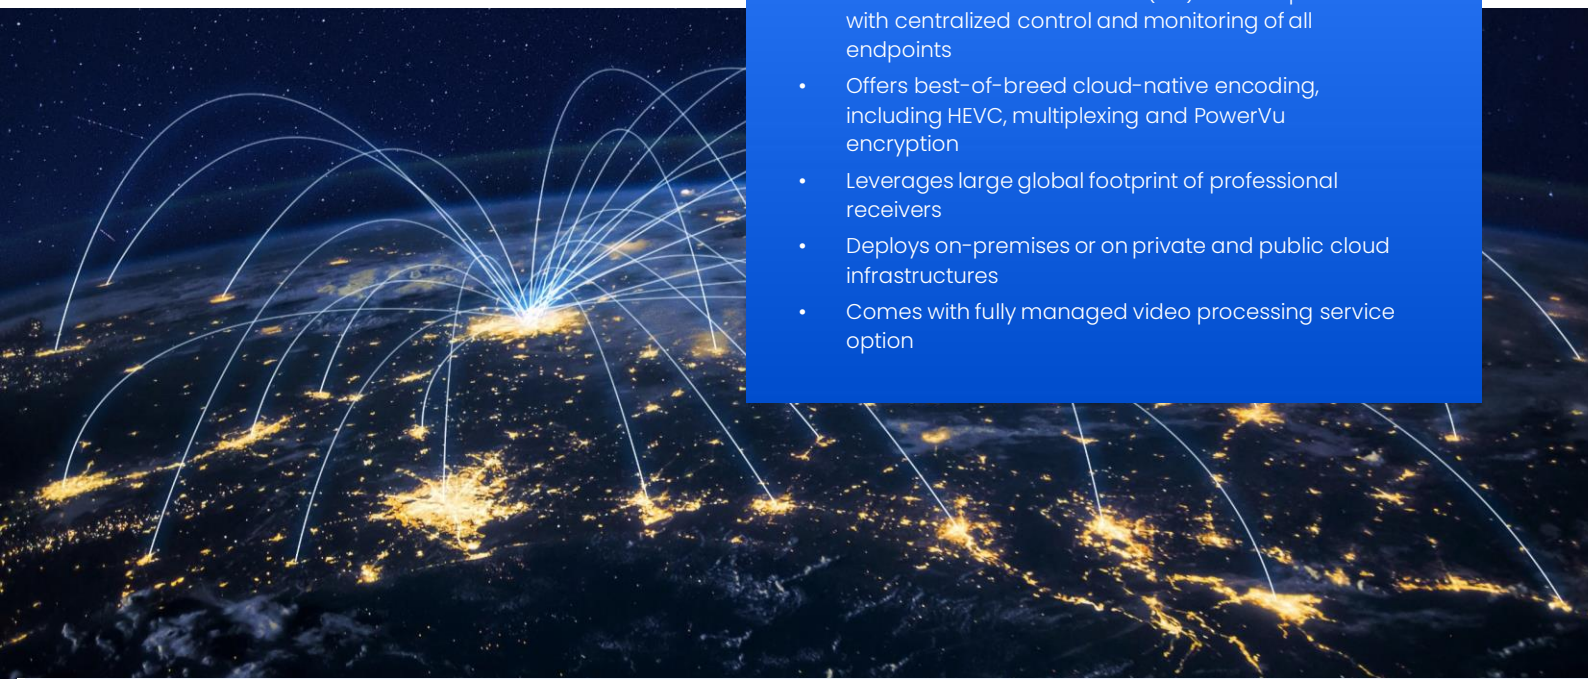 with centralized control and monitoring of all
endpoints
• Offers best-of-breed cloud-native encoding,
including HEVC, multiplexing and PowerVu
encryption
• Leverages large global footprint of professional
receivers
• Deploys on-premises or on private and public cloud
infrastructures
• Comes with fully managed video processing service
option